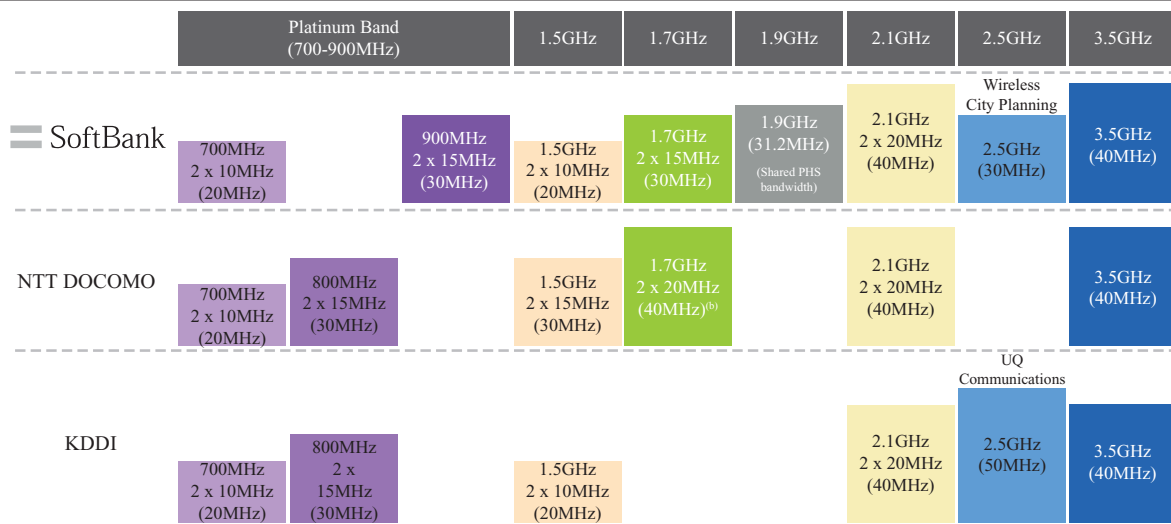 Platinum Band
(700-900MHz)
1.5GHz
1.7GHz
1.9GHz
2.1GHz
2.5GHz
3.5GHz
SoftBank
700MHz
2 x 10MHz
(20MHz)
900MHz
2 x 15MHz
(30MHz)
1.5GHz
2 x 10MHz
(20MHz)
1.7GHz
2 x 15MHz
(30MHz)
1.9GHz
(31.2MHz)
(Shared PHS
bandwidth)
2.1GHz
2 x 20MHz
(40MHz)
Wireless
City Planning
2.5GHz
(30MHz)
3.5GHz
(40MHz)
NTT DOCOMO
700MHz
2 x 10MHz
(20MHz)
800MHz
2 x 15MHz
(30MHz)
1.5GHz
2 x 15MHz
(30MHz)
1.7GHz
2 x 20MHz
(40MHz)(b)
2.1GHz
2 x 20MHz
(40MHz)
3.5GHz
(40MHz)
KDDI
700MHz
2 x 10MHz
(20MHz)
800MHz
2 x
15MHz
(30MHz)
1.5GHz
2 x 10MHz
(20MHz)
2.1GHz
2 x 20MHz
(40MHz)
UQ
Communications
2.5GHz
(50MHz)
3.5GHz
(40MHz)